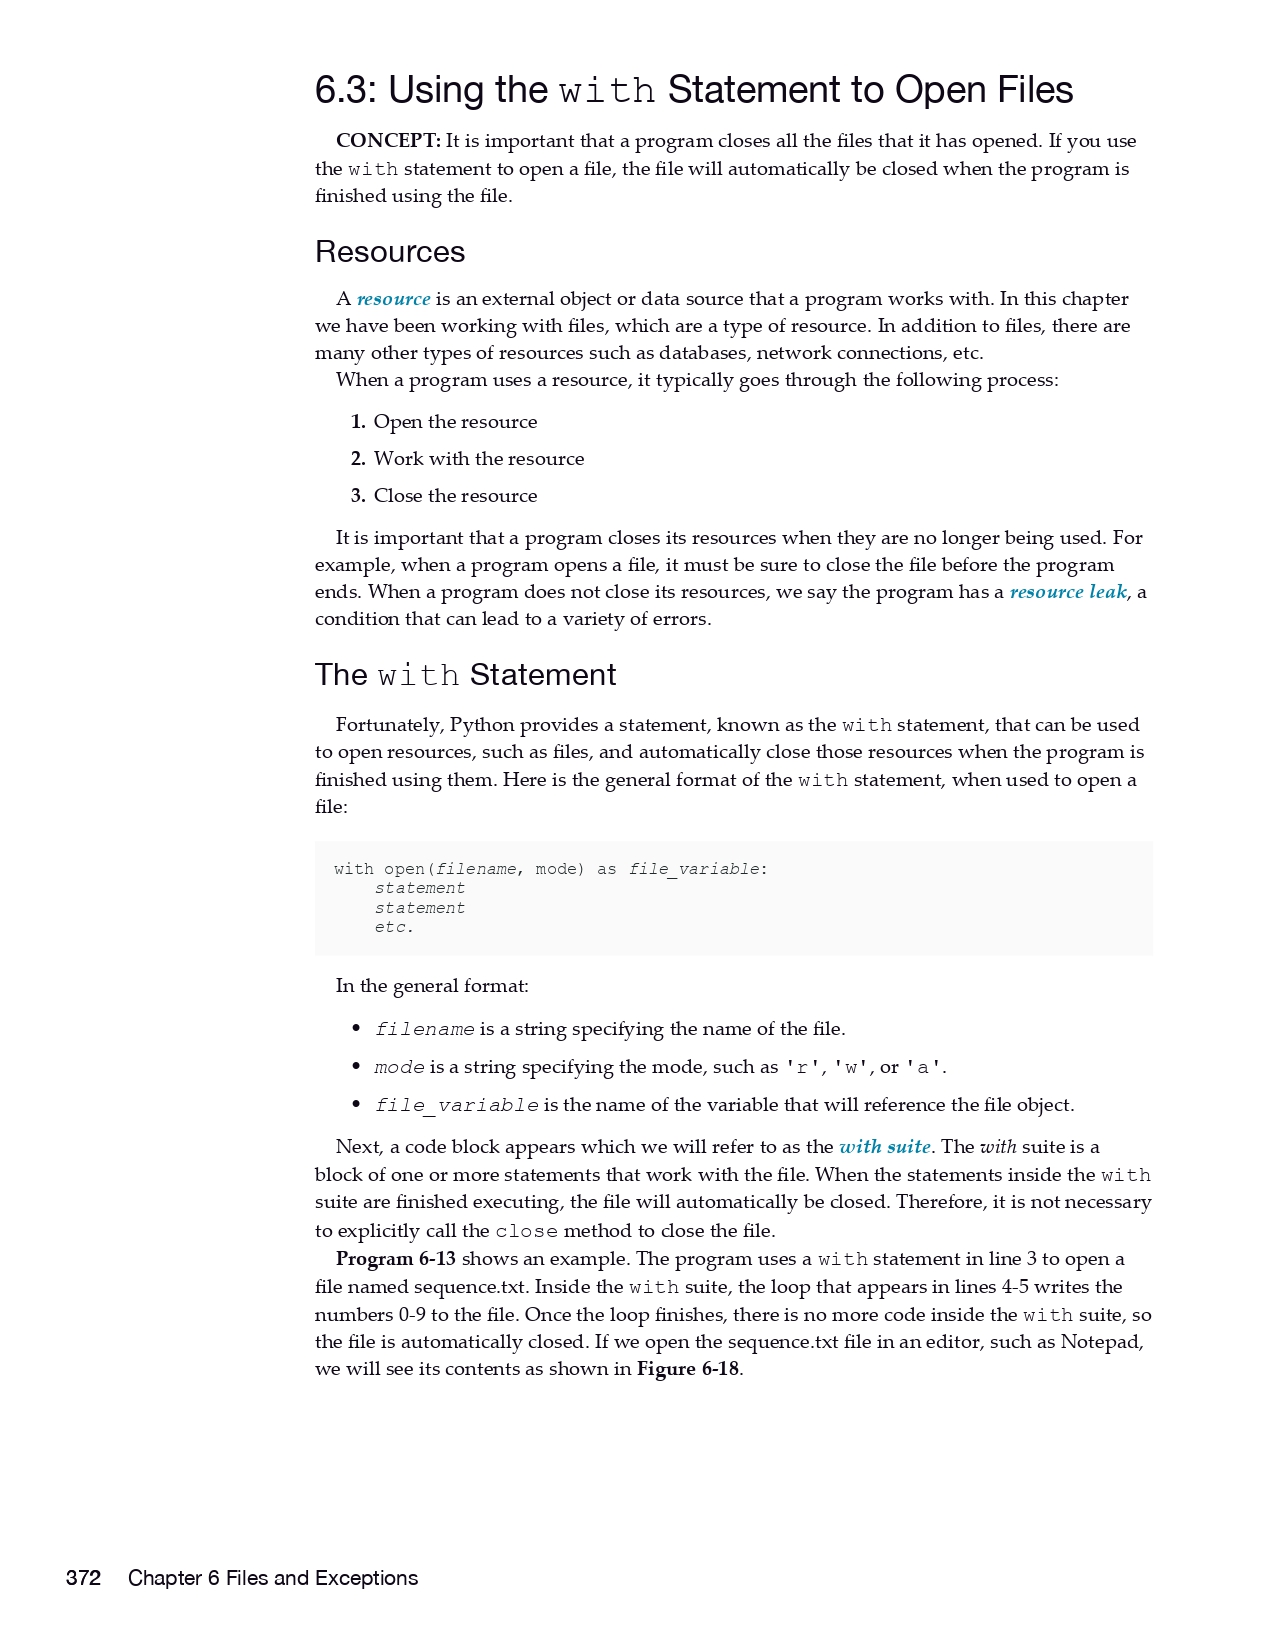 6.3: Using the with Statement to Open Files
CONCEPT: It is important that a program closes all the files that it has opened. If you use
the with statement to open a file, the file will automatically be closed when the program is
finished using the file.
Resources
A resource is an external object or data source that a program works with. In this chapter
we have been working with files, which are a type of resource. In addition to files, there are
many other types of resources such as databases, network connections, etc.
When a program uses a resource, it typically goes through the following process:
1. Open the resource
2. Work with the resource
3. Close the resource
It is important that a program closes its resources when they are no longer being used. For
example, when a program opens a file, it must be sure to close the file before the program
ends. When a program does not close its resources, we say the program has a resource leak, a
condition that can lead to a variety of errors.
The with Statement
Fortunately, Python provides a statement, known as the with statement, that can be used
to open resources, such as files, and automatically close those resources when the program is
finished using them. Here is the general format of the with statement, when used to open a
file:
with open(filename, mode) as file_variable:
    statement
    statement
    etc.
In the general format:
• filename is a string specifying the name of the file.
• mode is a string specifying the mode, such as 'r', 'w', or 'a'.
• file_variable is the name of the variable that will reference the file object.
Next, a code block appears which we will refer to as the with suite. The with suite is a
block of one or more statements that work with the file. When the statements inside the with
suite are finished executing, the file will automatically be closed. Therefore, it is not necessary
to explicitly call the close method to close the file.
Program 6-13 shows an example. The program uses a with statement in line 3 to open a
file named sequence.txt. Inside the with suite, the loop that appears in lines 4-5 writes the
numbers 0-9 to the file. Once the loop finishes, there is no more code inside the with suite, so
the file is automatically closed. If we open the sequence.txt file in an editor, such as Notepad,
we will see its contents as shown in Figure 6-18.
372 Chapter 6 Files and Exceptions